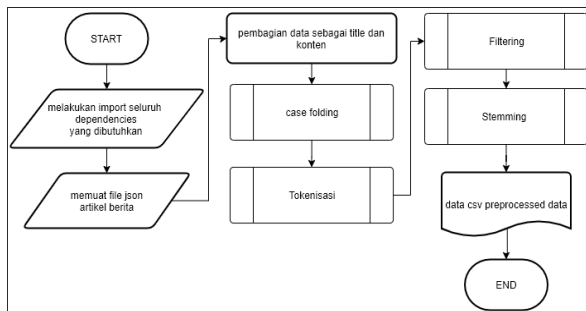 START
melakukan import seluruh
dependencies
yang dibutuhkan
memuat file json
artikel berita
pembagian data sebagai title dan
konten
case folding
Tokenisasi
Filtering
Stemming
data csv preprocessed data
END